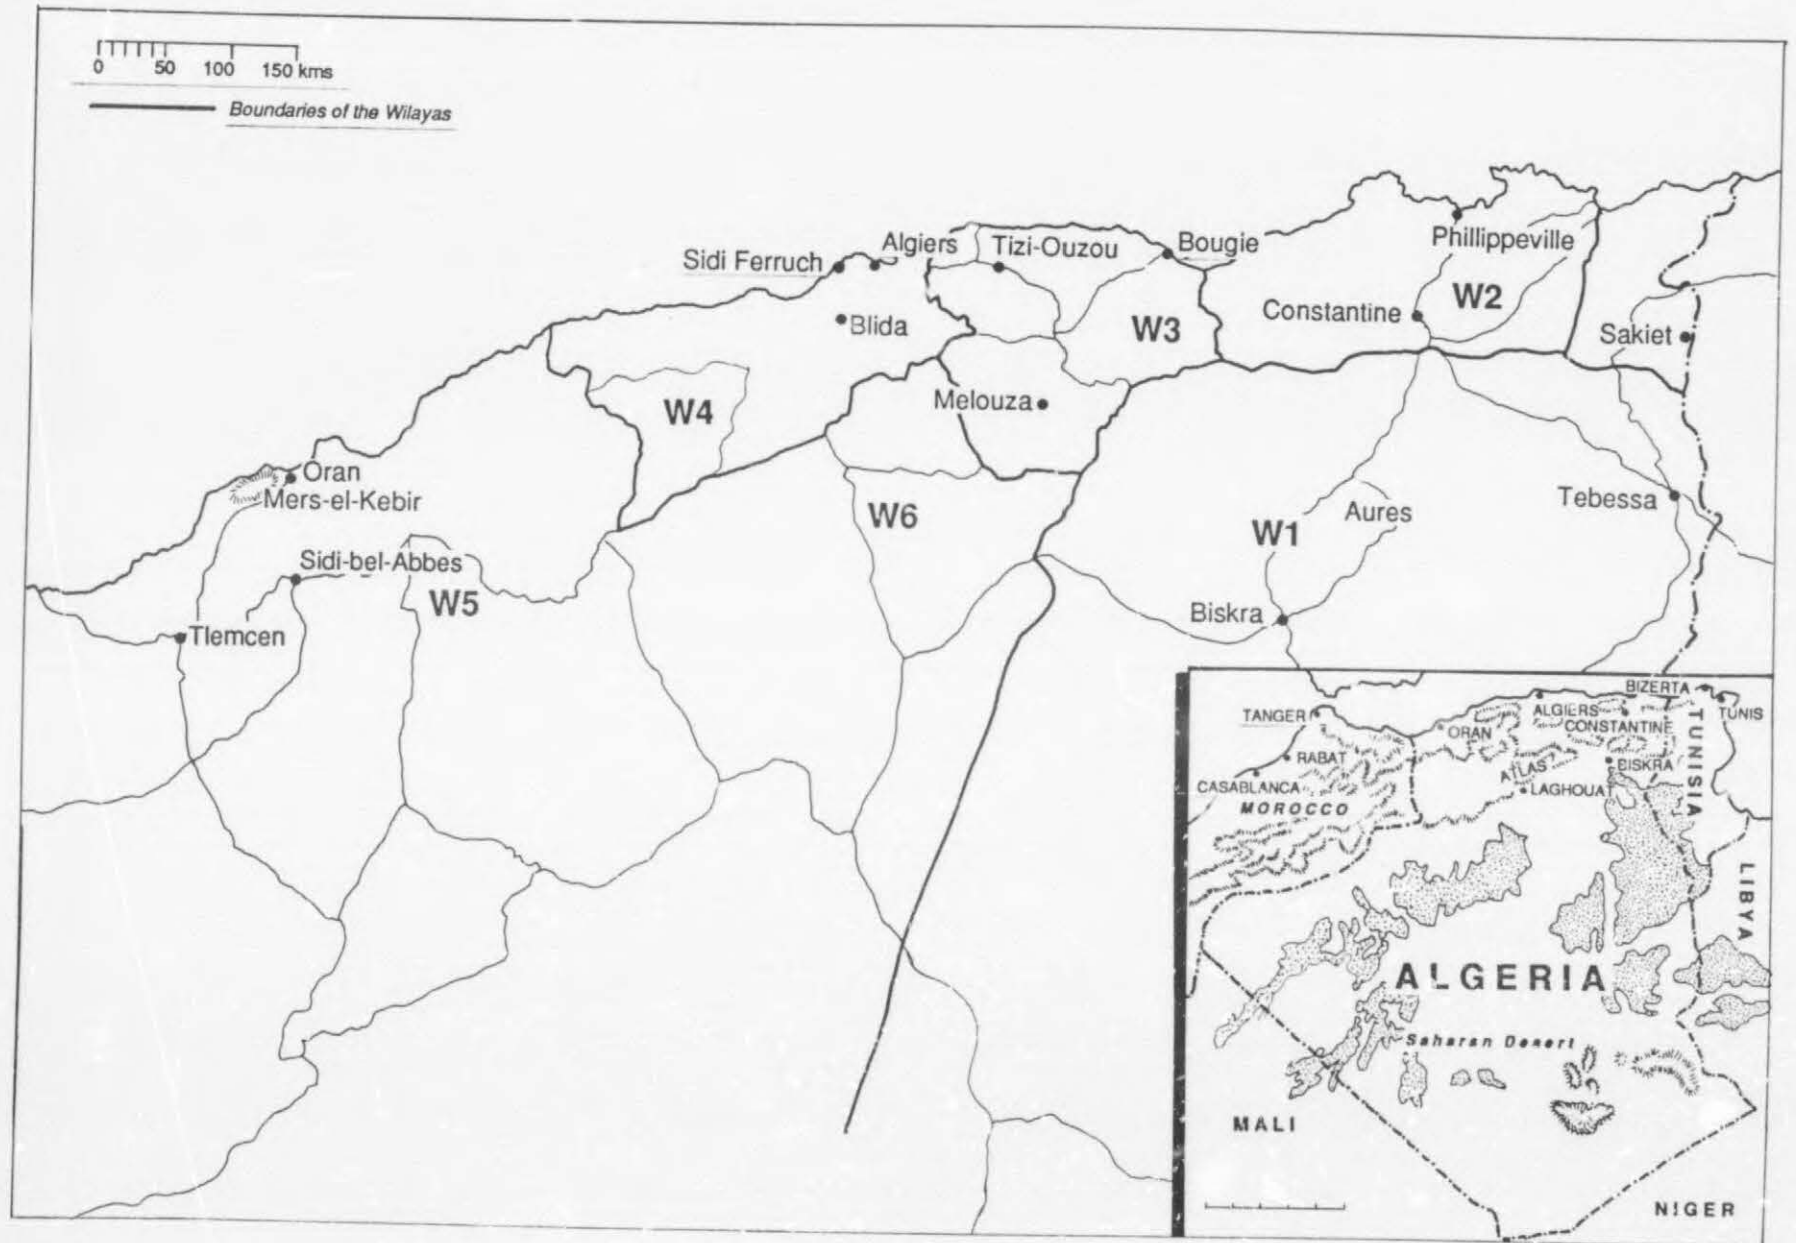 0 50 100 150 kms
Boundaries of the Wilayas
Sidi Ferruch
Algiers
Tizi-Ouzou
Bougie
Phillippeville
Blida
W3
Constantine
W2
Sakiet
W4
Melouza
Oran
Mers-el-Kebir
W6
W1
Aures
Tebessa
Sidi-bel-Abbes
W5
Tlemcen
Biskra
BIZERTA
TUNIS
TANGER
ALGIERS
CONSTANTINE
ORAN
TUNISIA
RABAT
ATLAS
BISKRA
CASABLANCA
LAGHOUAT
MOROCCO
LIBYA
ALGERIA
Saharan Desert
MALI
NIGER